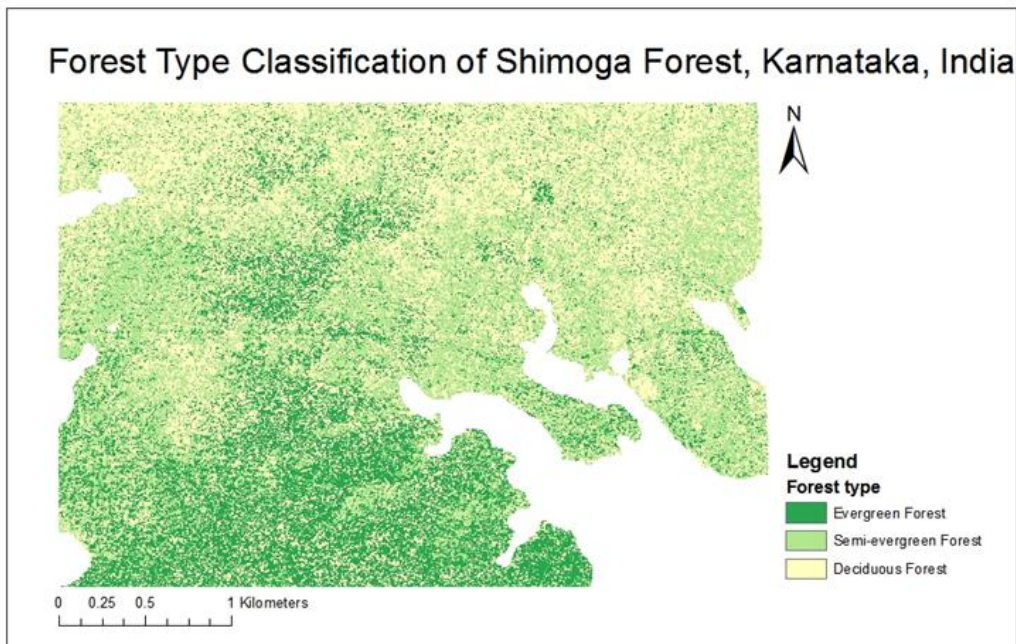 Forest Type Classification of Shimoga Forest, Karnataka, India
N
Legend
Forest type
Evergreen Forest
Semi-evergreen Forest
Deciduous Forest
0 0.25 0.5 1 Kilometers